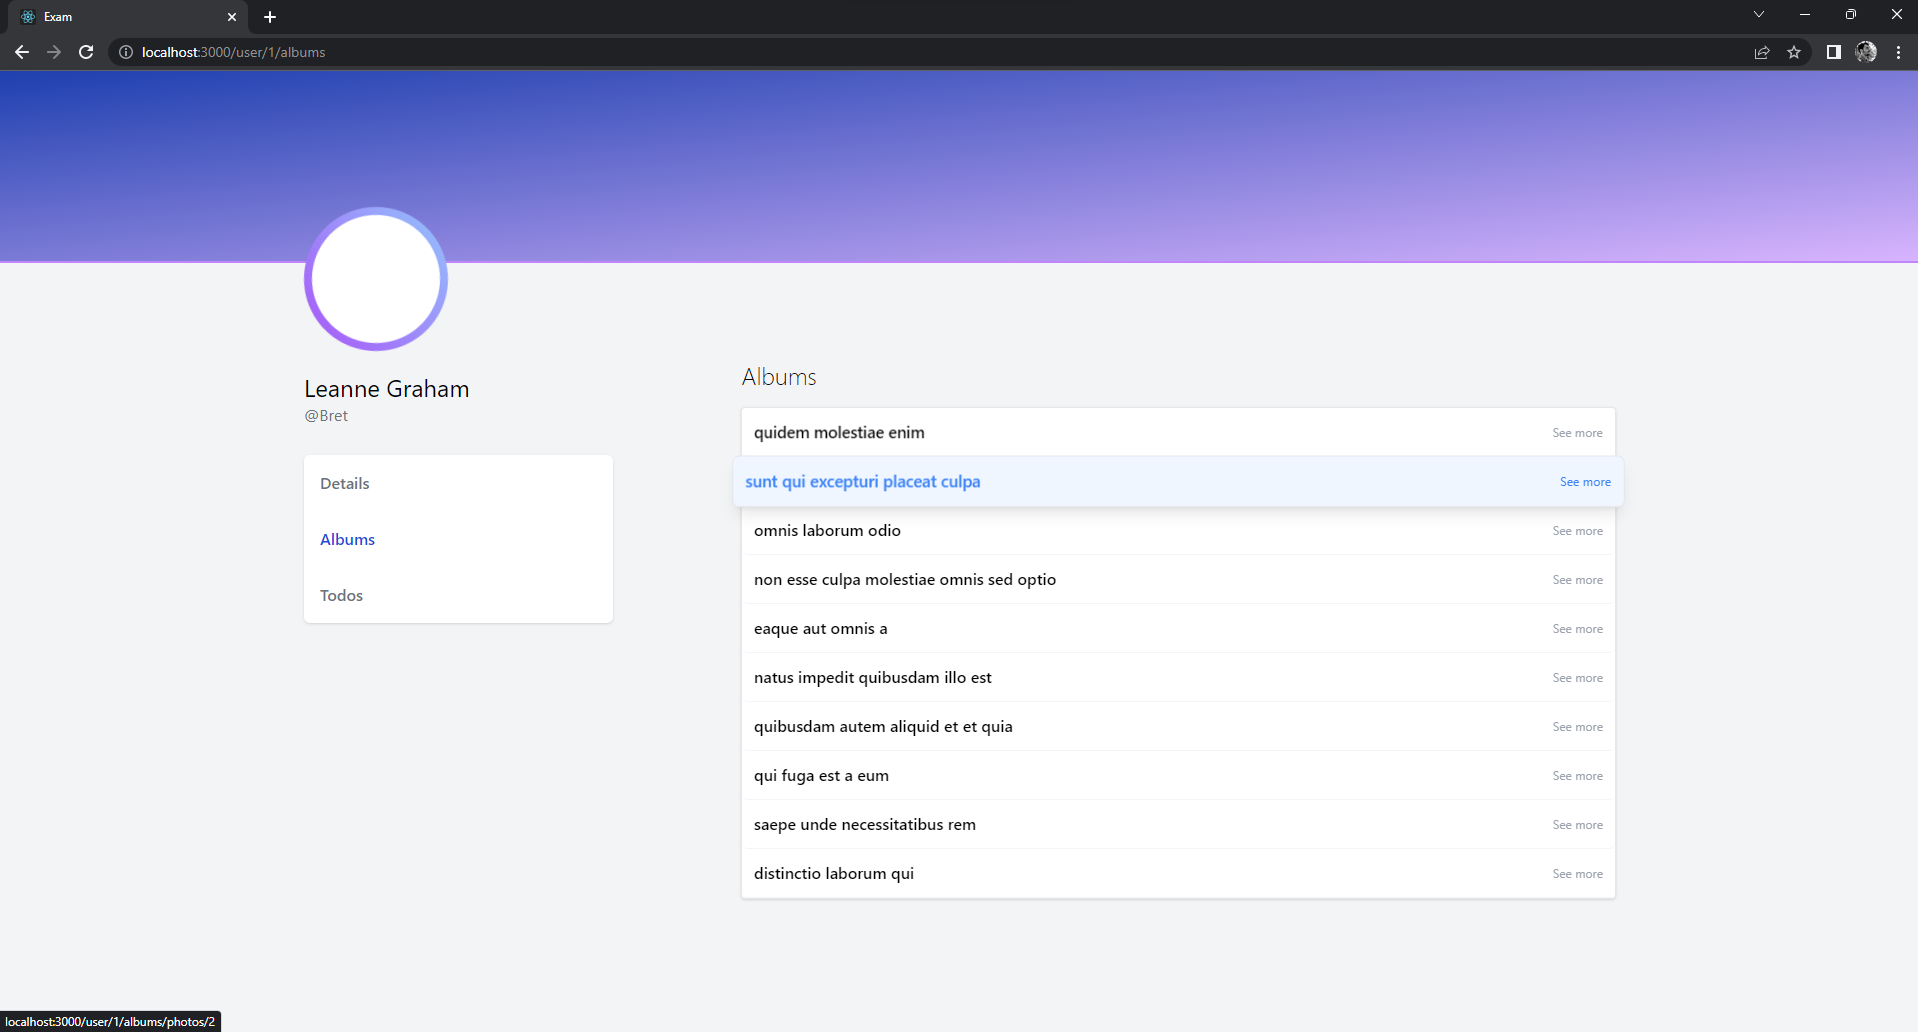 Exam
localhost:3000/user/1/albums
Leanne Graham
@Bret
Details
Albums
Todos
Albums
quidem molestiae enim See more
sunt qui excepturi placeat culpa See more
omnis laborum odio See more
non esse culpa molestiae omnis sed optio See more
eaque aut omnis a See more
natus impedit quibusdam illo est See more
quibusdam autem aliquid et et quia See more
qui fuga est a eum See more
saepe unde necessitatibus rem See more
distinctio laborum qui See more
localhost:3000/user/1/albums/photos/2